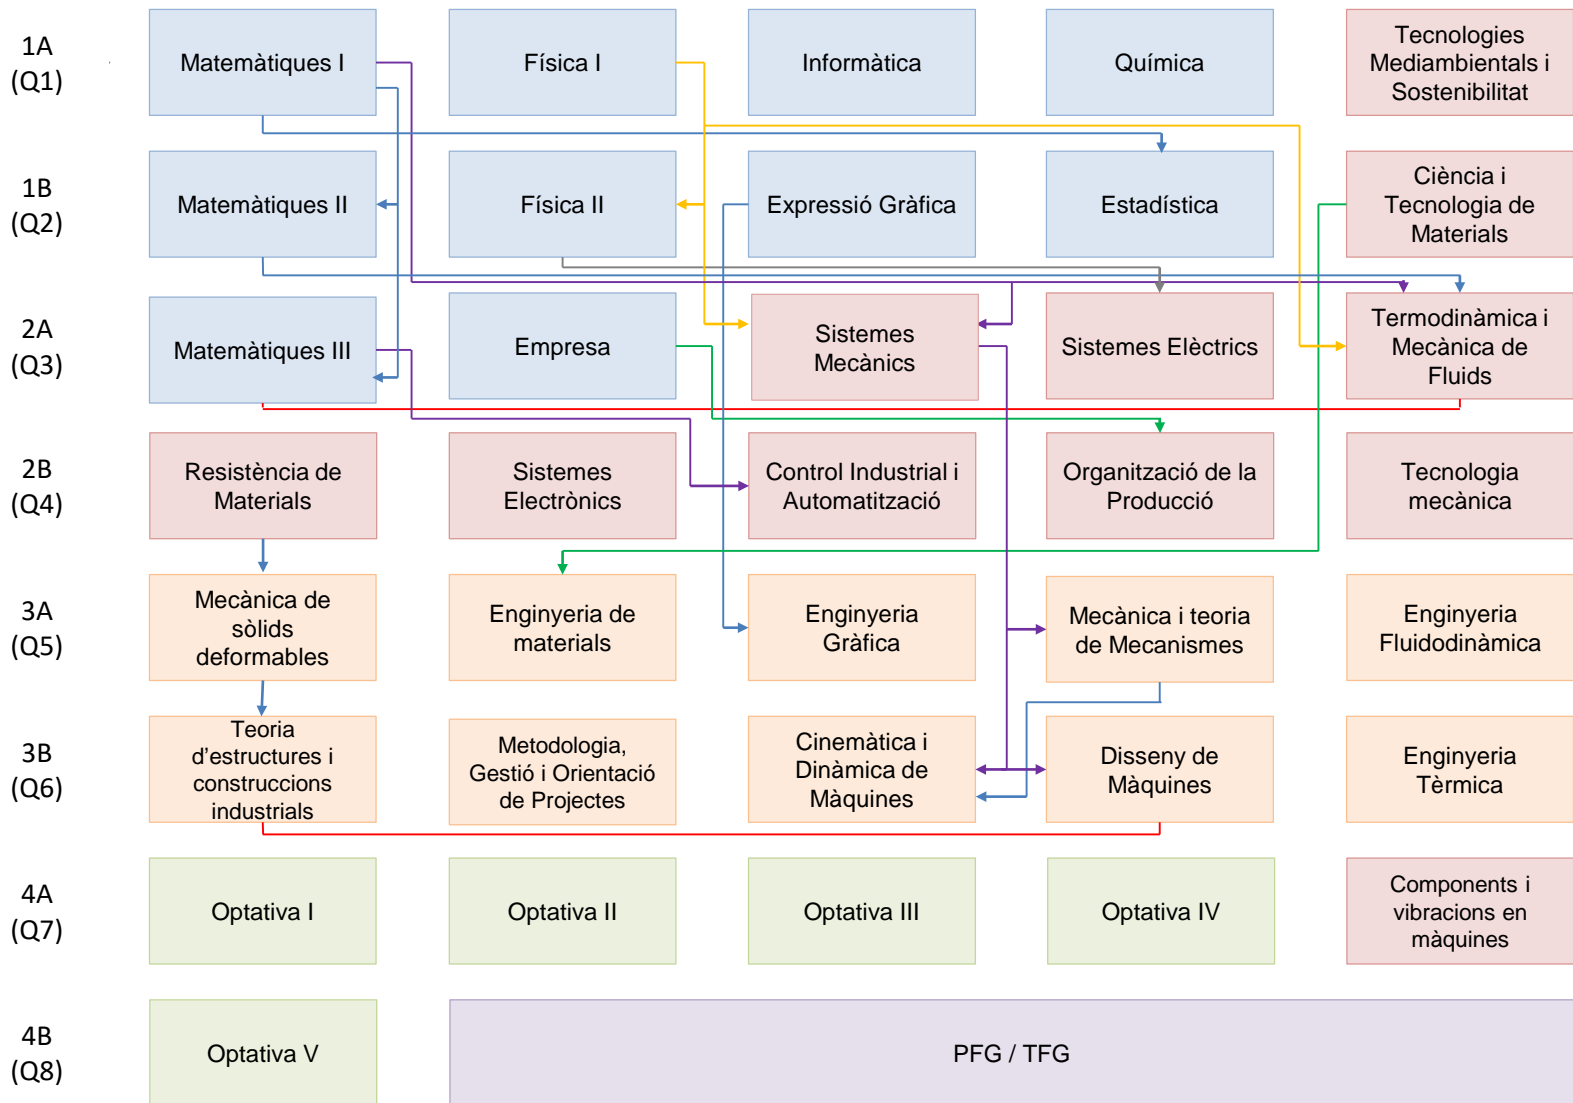 1A
(Q1)
Matemàtiques I
Física I
Informàtica
Química
Tecnologies
Mediambientals i
Sostenibilitat
1B
(Q2)
Matemàtiques II
Física II
Expressió Gràfica
Estadística
Ciència i
Tecnologia de
Materials
2A
(Q3)
Matemàtiques III
Empresa
Sistemes
Mecànics
Sistemes Elèctrics
Termodinàmica i
Mecànica de
Fluids
2B
(Q4)
Resistència de
Materials
Sistemes
Electrònics
Control Industrial i
Automatització
Organització de la
Producció
Tecnologia
mecànica
3A
(Q5)
Mecànica de
sòlids
deformables
Enginyeria de
materials
Enginyeria
Gràfica
Mecànica i teoria
de Mecanismes
Enginyeria
Fluidodinàmica
3B
(Q6)
Teoria
d'estructures i
construccions
industrials
Metodologia,
Gestió i Orientació
de Projectes
Cinemàtica i
Dinàmica de
Màquines
Disseny de
Màquines
Enginyeria
Tèrmica
4A
(Q7)
Optativa I
Optativa II
Optativa III
Optativa IV
Components i
vibracions en
màquines
4B
(Q8)
Optativa V
PFG / TFG